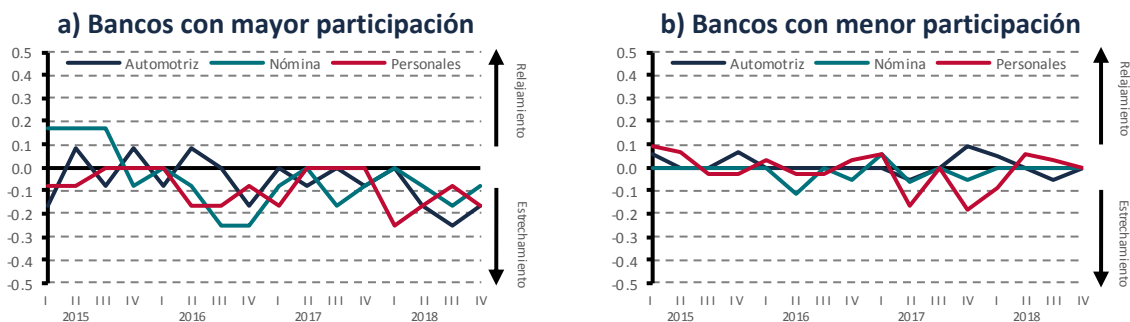 a) Bancos con mayor participación
0.5
0.4
0.3
0.2
0.1
0.0
-0.1
-0.2
-0.3
-0.4
-0.5
Automotriz Nómina Personales
I II III IV I II III IV I II III IV I II III IV
2015 2016 2017 2018
Relajamiento
Estrechamiento
b) Bancos con menor participación
0.5
0.4
0.3
0.2
0.1
0.0
-0.1
-0.2
-0.3
-0.4
-0.5
Automotriz Nómina Personales
I II III IV I II III IV I II III IV I II III IV
2015 2016 2017 2018
Relajamiento
Estrechamiento